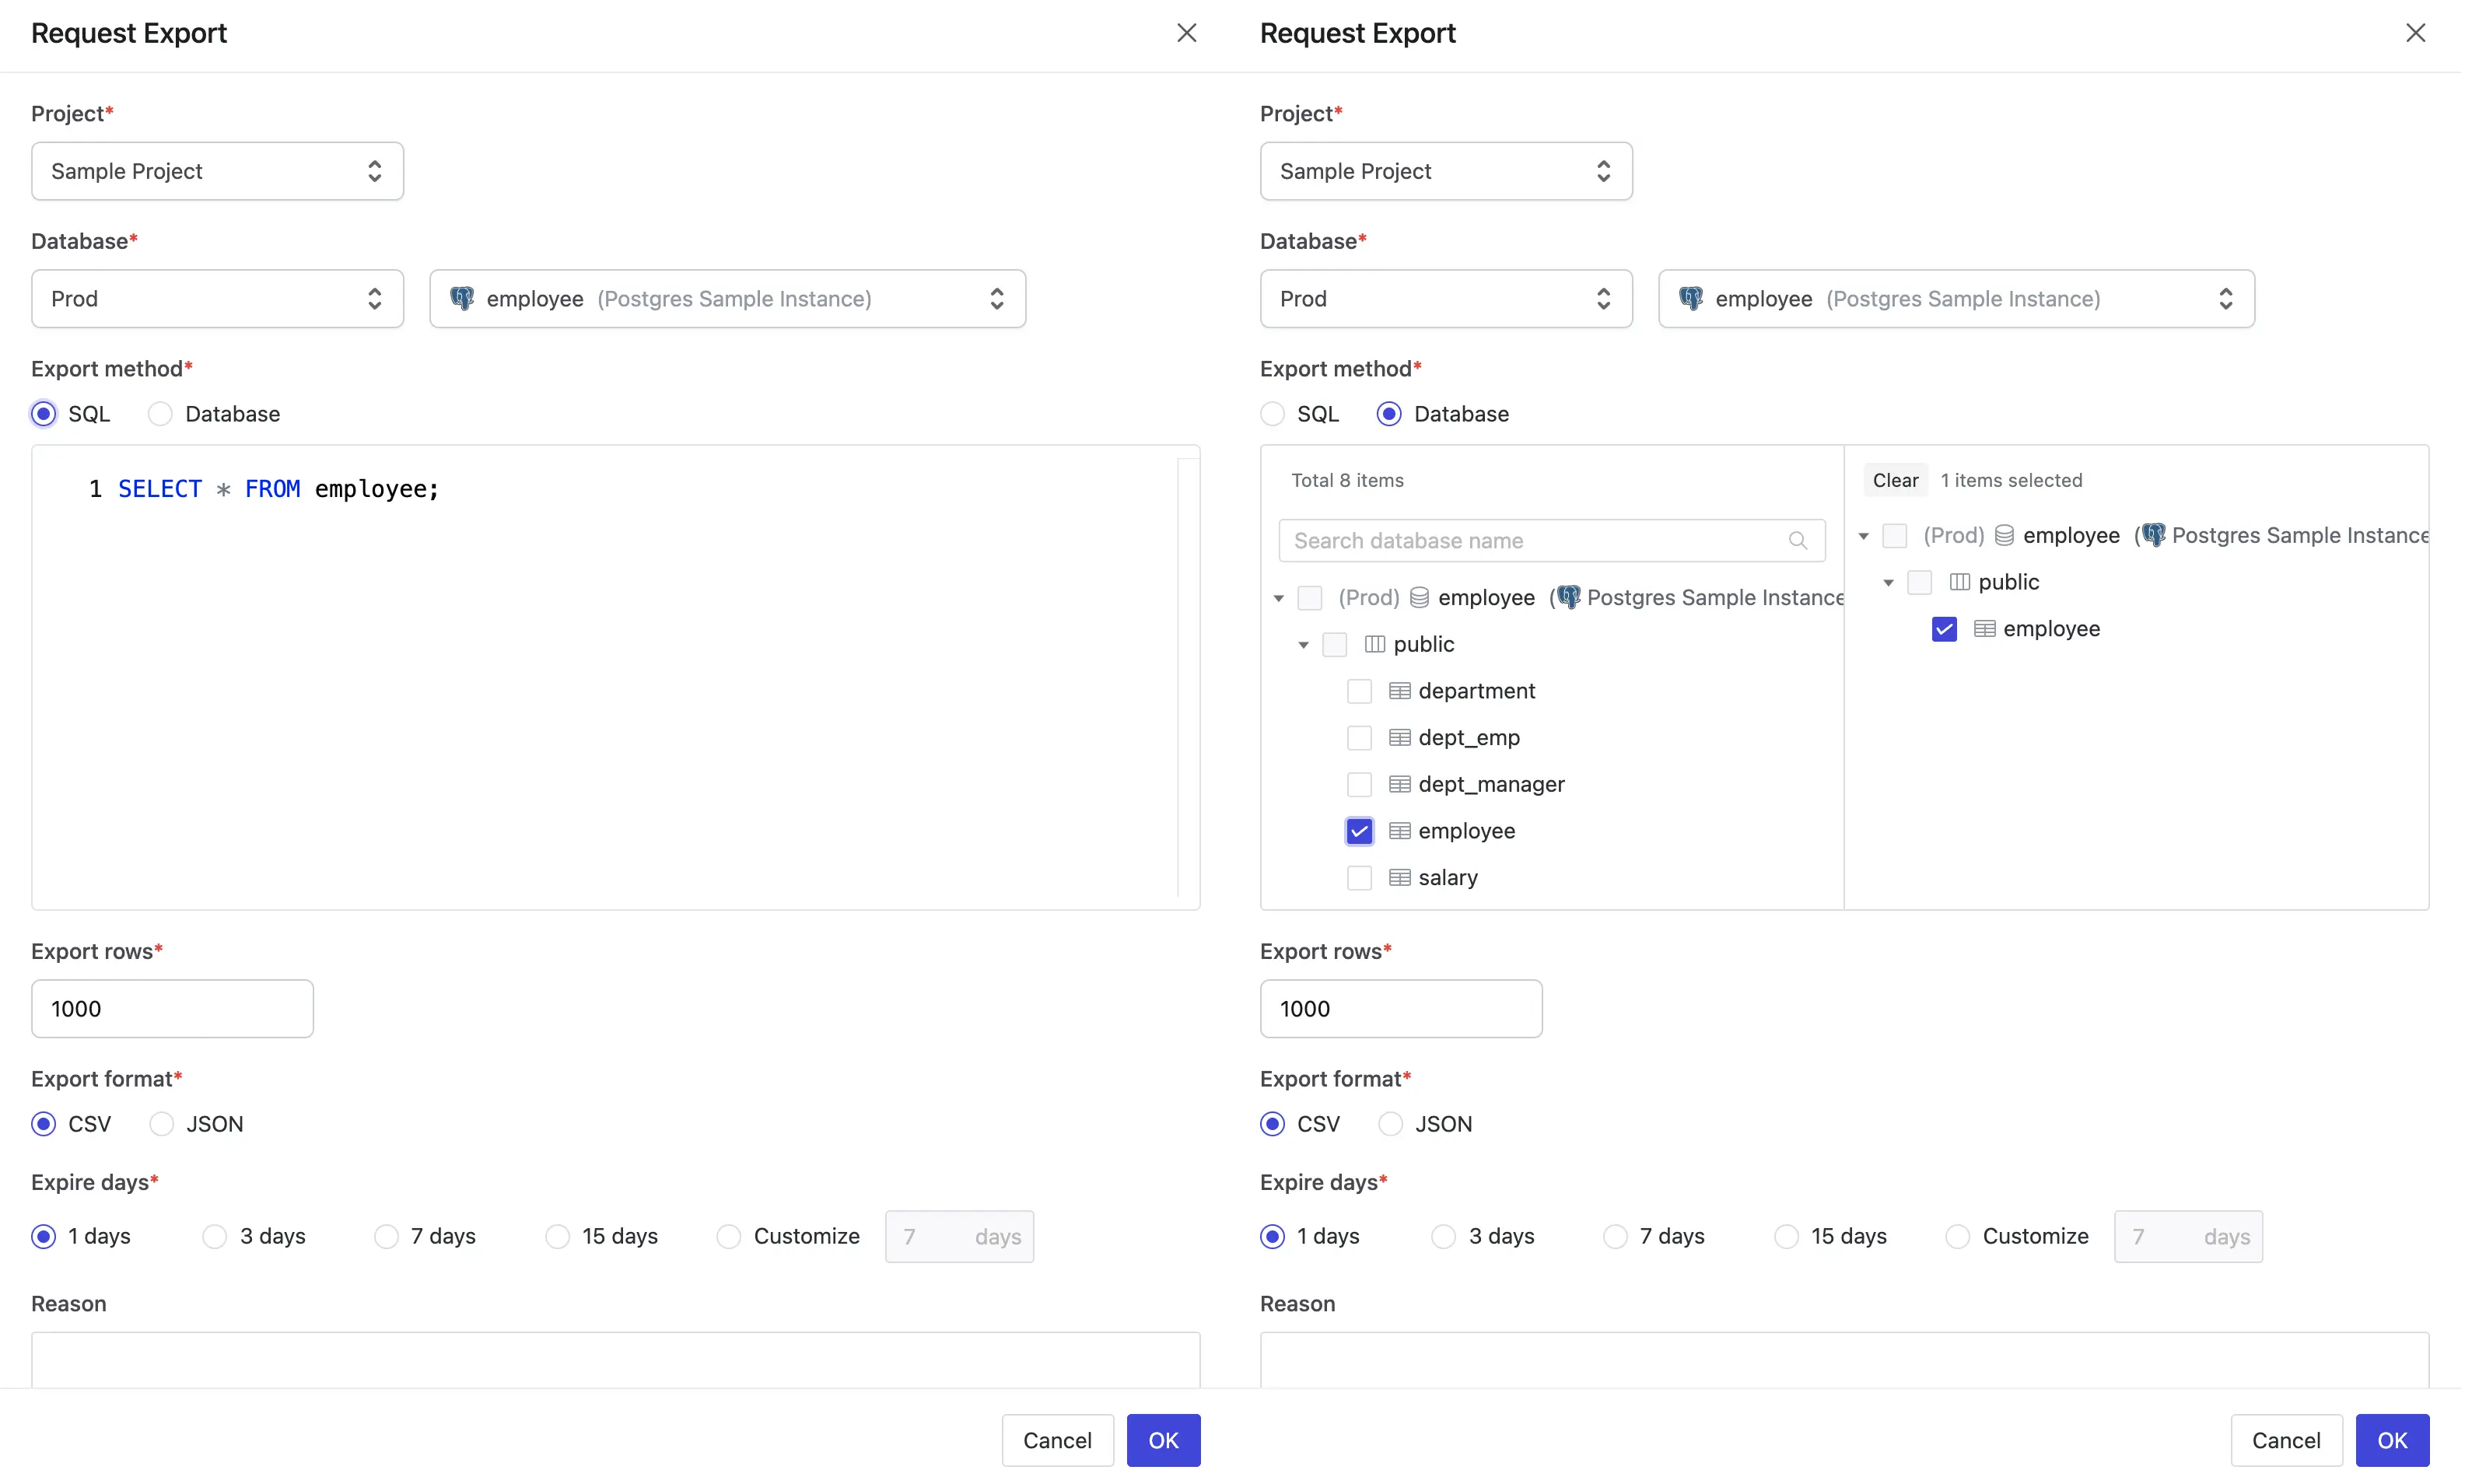 Request Export
Project*
Sample Project
Database*
Prod
employee (Postgres Sample Instance)
Export method*
SQL Database
1 SELECT * FROM employee;
Export rows*
1000
Export format*
CSV JSON
Expire days*
1 days 3 days 7 days 15 days Customize 7 days
Reason
Cancel OK
Request Export
Project*
Sample Project
Database*
Prod
employee (Postgres Sample Instance)
Export method*
SQL Database
Total 8 items
Search database name
(Prod) employee (Postgres Sample Instance
public
department
dept_emp
dept_manager
employee
salary
Clear 1 items selected
(Prod) employee (Postgres Sample Instance
public
employee
Export rows*
1000
Export format*
CSV JSON
Expire days*
1 days 3 days 7 days 15 days Customize 7 days
Reason
Cancel OK